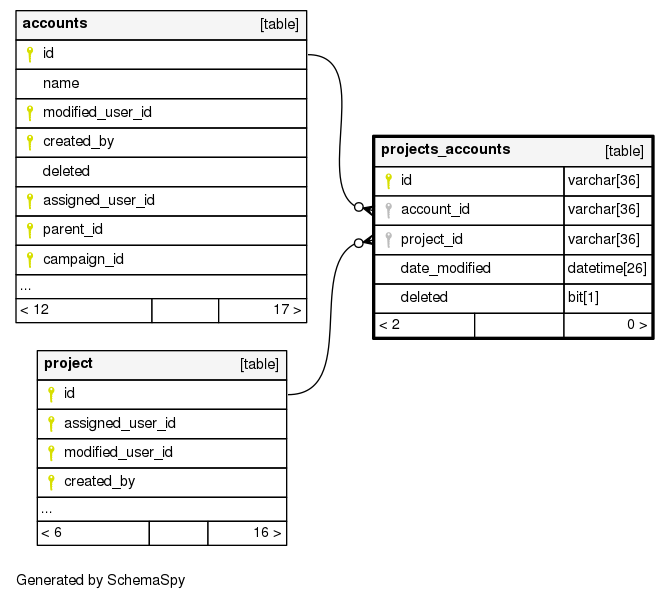 accounts [table]
id
name
modified_user_id
created_by
deleted
assigned_user_id
parent_id
campaign_id
...
< 12 17 >
projects_accounts [table]
id varchar[36]
account_id varchar[36]
project_id varchar[36]
date_modified datetime[26]
deleted bit[1]
< 2 0 >
project [table]
id
assigned_user_id
modified_user_id
created_by
...
< 6 16 >
Generated by SchemaSpy